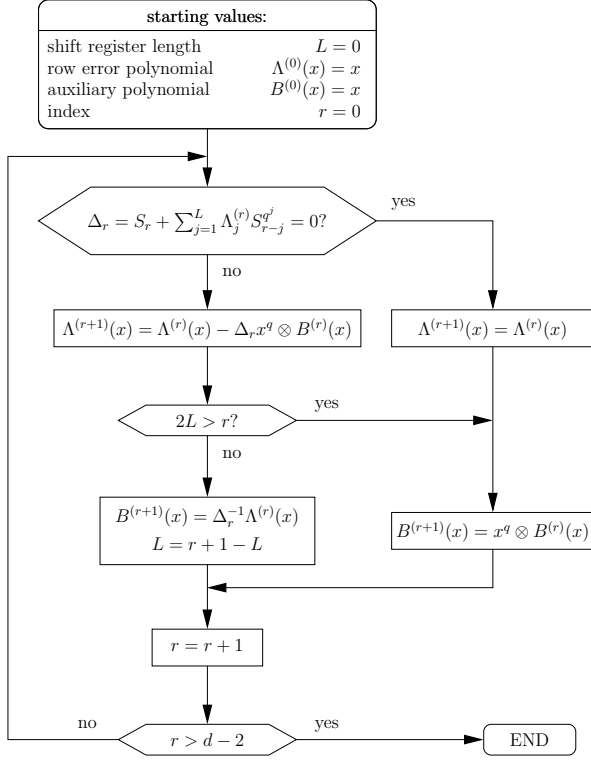 starting values:
shift register length L = 0
row error polynomial Λ^{(0)}(x) = x
auxiliary polynomial B^{(0)}(x) = x
index r = 0
Δ_r = S_r + ∑_{j=1}^{L} Λ_j^{(r)} S_{r−j}^{q^j} = 0?
yes
no
Λ^{(r+1)}(x) = Λ^{(r)}(x) − Δ_r x^q ⊗ B^{(r)}(x)
Λ^{(r+1)}(x) = Λ^{(r)}(x)
2L > r?
yes
no
B^{(r+1)}(x) = Δ_r^{−1} Λ^{(r)}(x)
L = r + 1 − L
B^{(r+1)}(x) = x^q ⊗ B^{(r)}(x)
r = r + 1
no
r > d − 2
yes
END